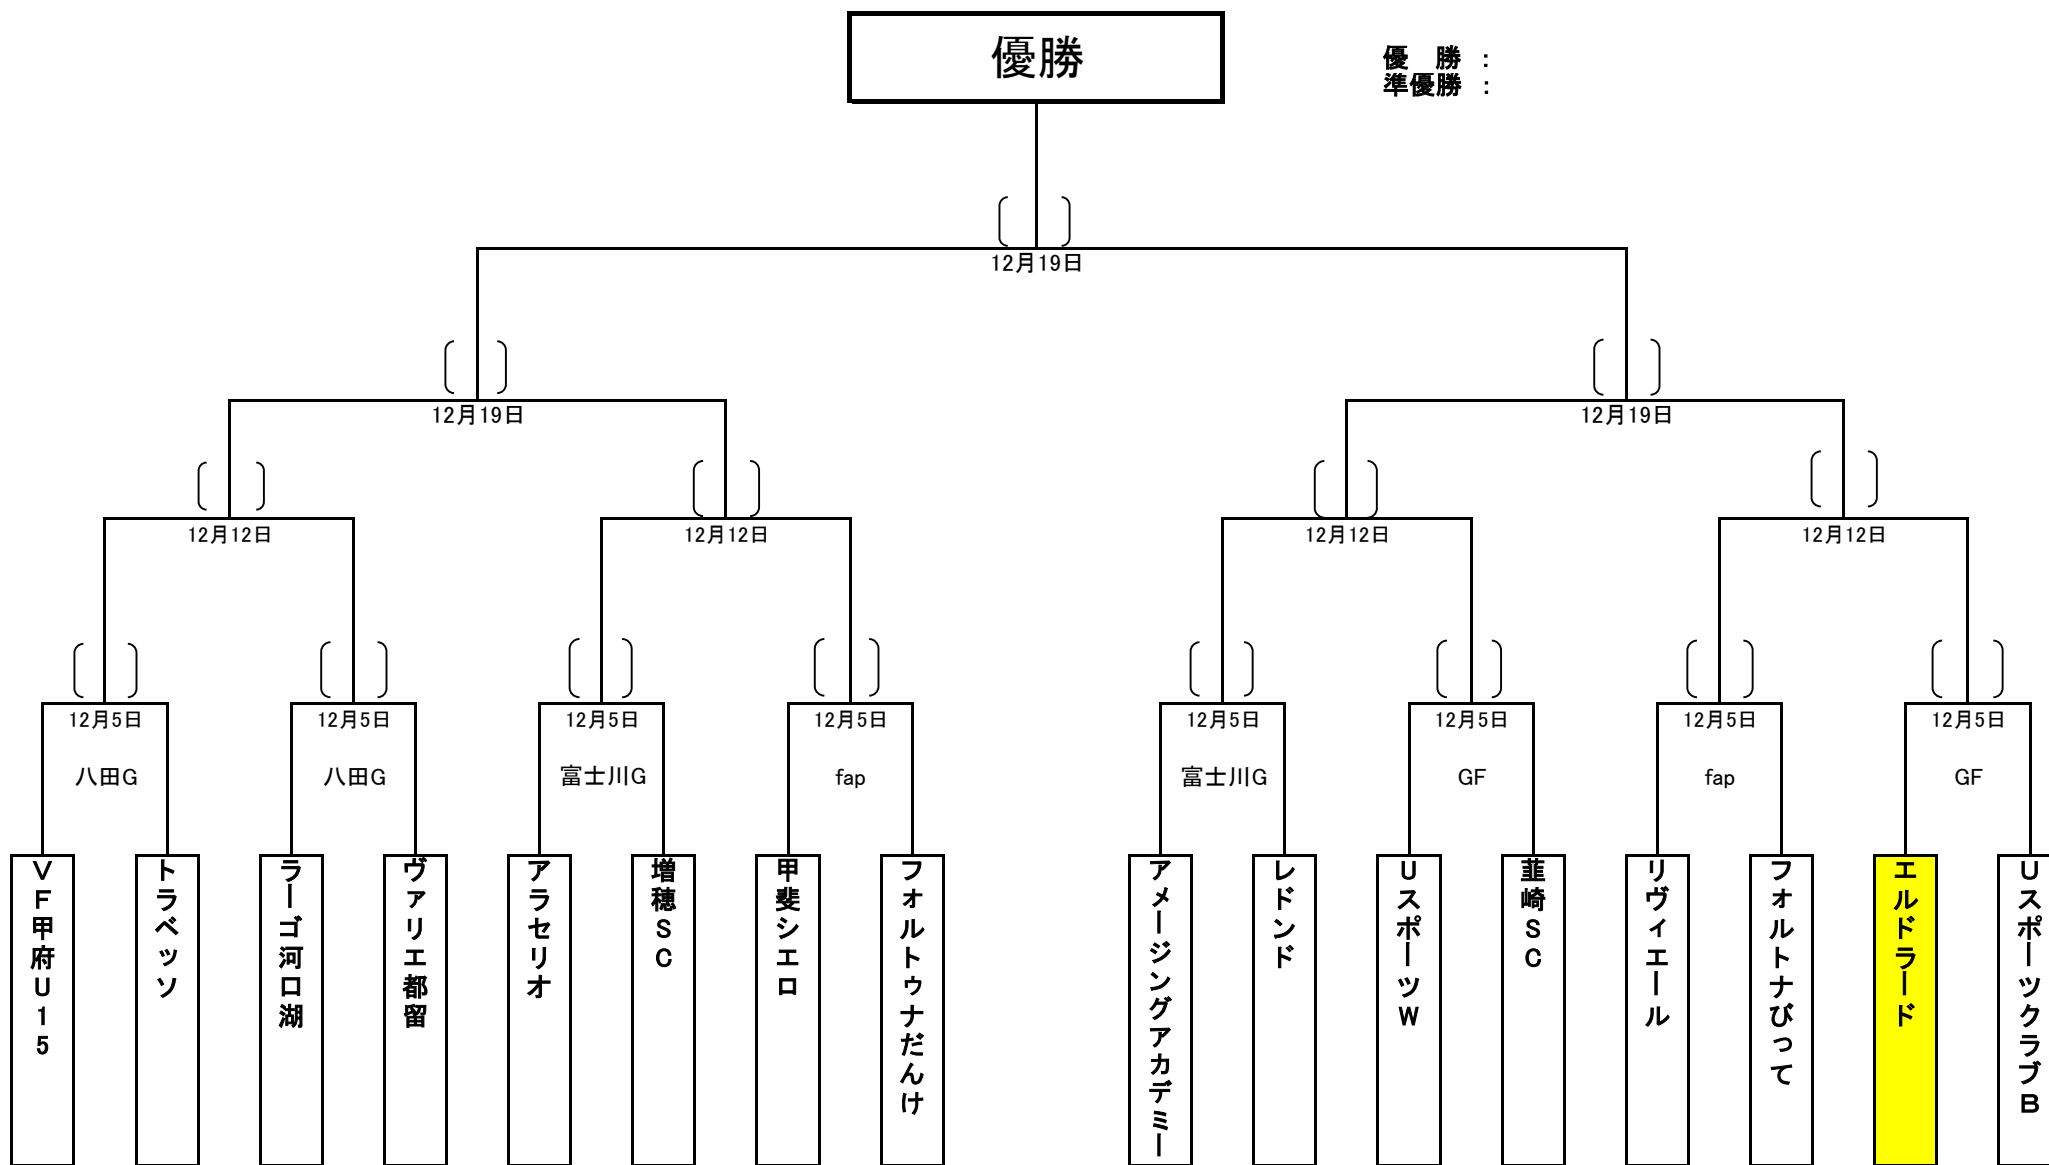 優勝
優　勝　：
準優勝　：
12月19日
12月19日
12月19日
12月12日
12月12日
12月12日
12月12日
12月5日
12月5日
12月5日
12月5日
12月5日
12月5日
12月5日
12月5日
八田G
八田G
富士川G
fap
富士川G
GF
fap
GF
ＶＦ甲府Ｕ１５
トラベッソ
ラーゴ河口湖
ヴァリエ都留
アラセリオ
増穂ＳＣ
甲斐シエロ
フォルトゥナだんけ
アメージングアカデミー
レドンド
ＵスポーツＷ
韮崎ＳＣ
リヴィエール
フォルトナびって
エルドラード
ＵスポーツクラブＢ